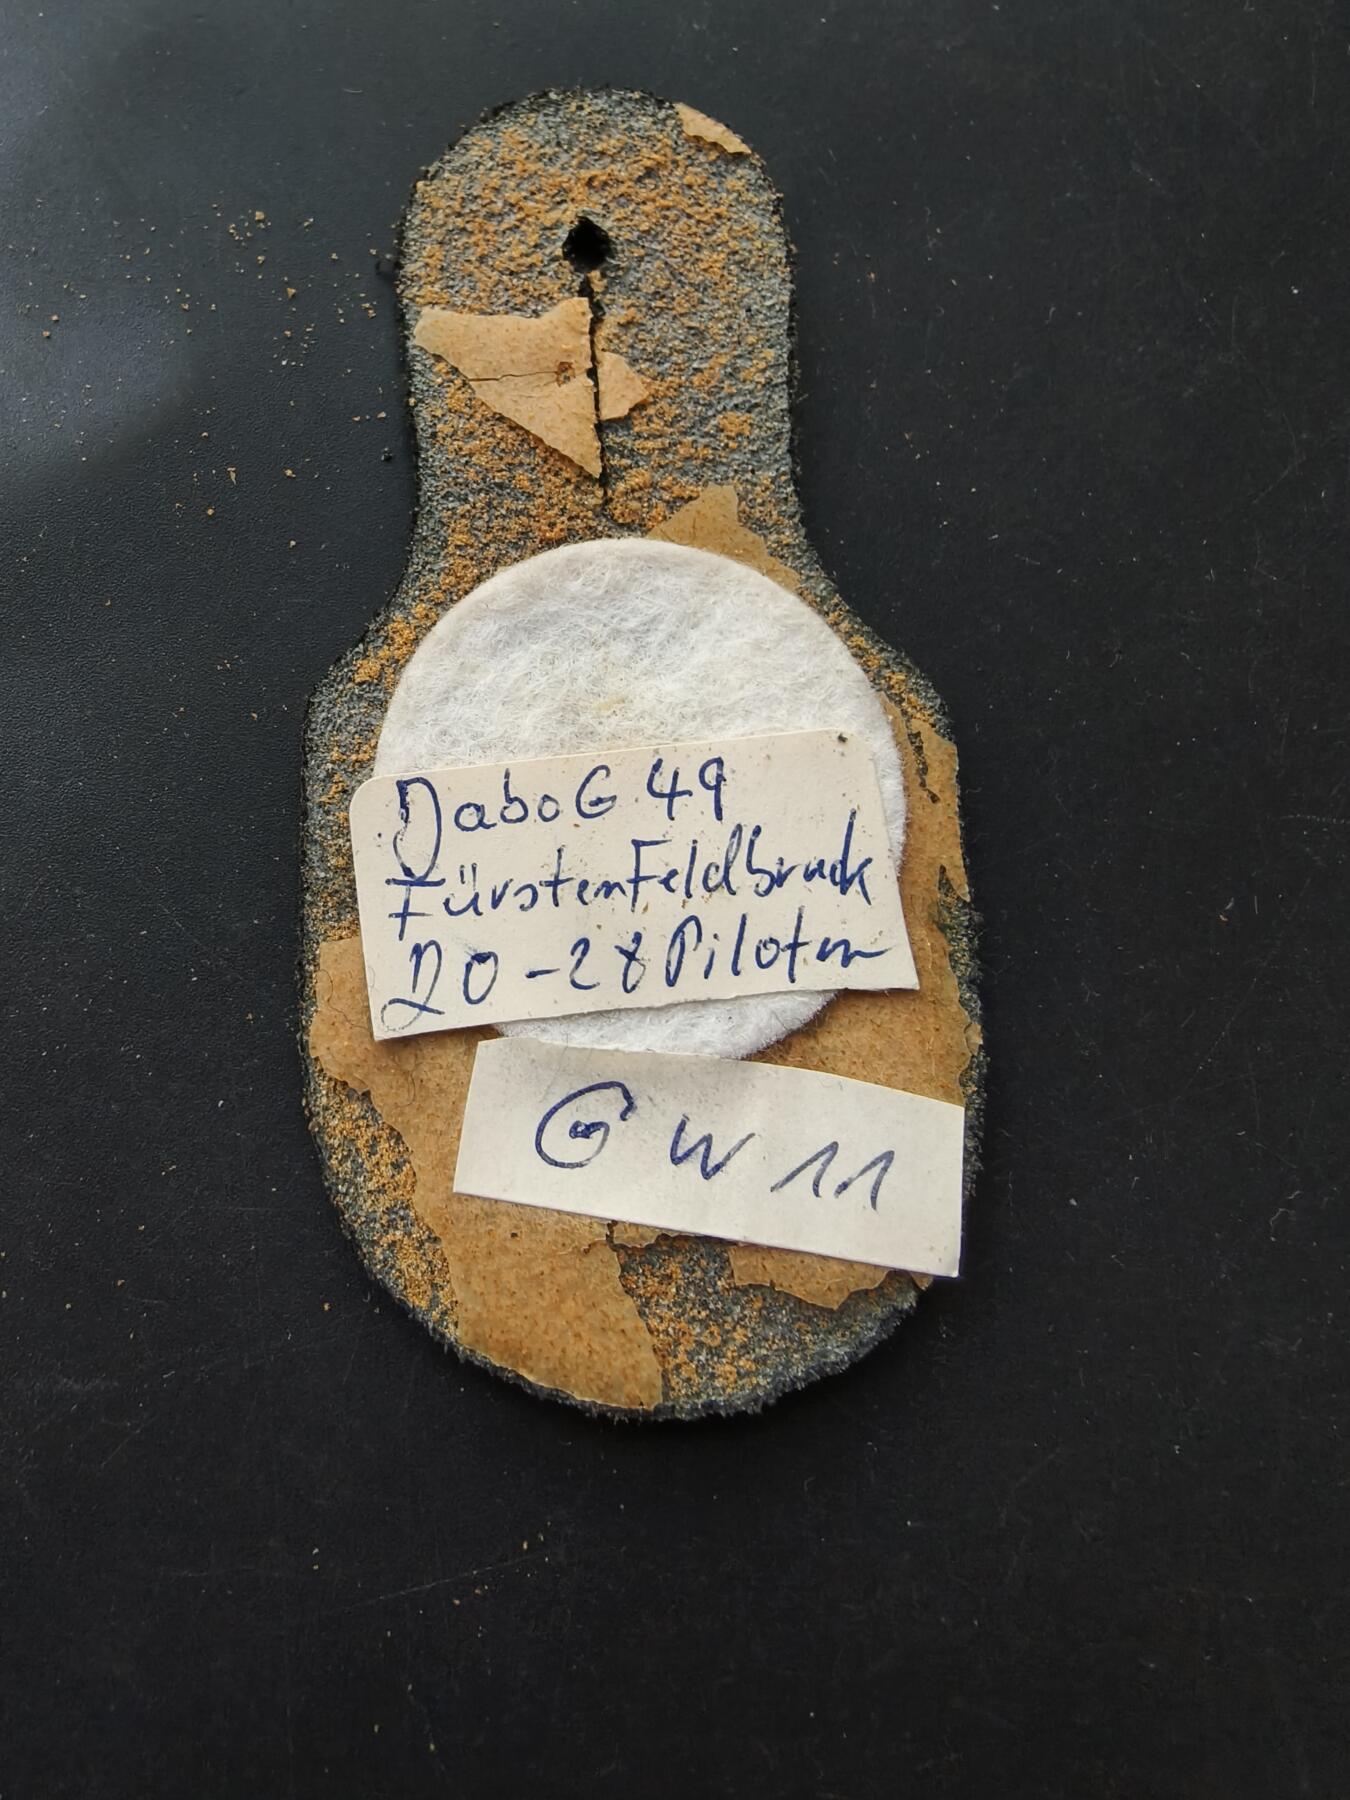 JaboG 49
FürstenFeldbruck
DO-28 Piloten
GW 11